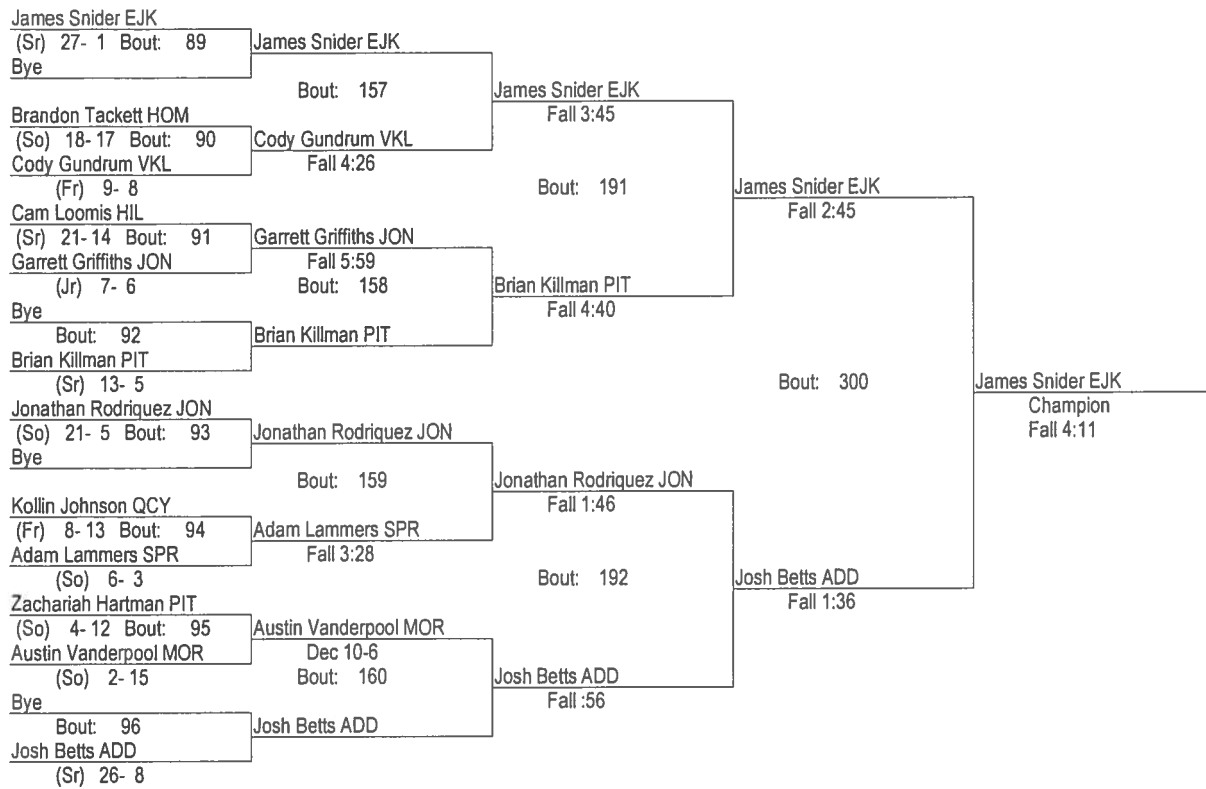 James Snider EJK
(Sr) 27- 1 Bout: 89
Bye
Brandon Tackett HOM
(So) 18- 17 Bout: 90
Cody Gundrum VKL
(Fr) 9- 8
Cam Loomis HIL
(Sr) 21- 14 Bout: 91
Garrett Griffiths JON
(Jr) 7- 6
Bye
Bout: 92
Brian Killman PIT
(Sr) 13- 5
Jonathan Rodriquez JON
(So) 21- 5 Bout: 93
Bye
Kollin Johnson QCY
(Fr) 8- 13 Bout: 94
Adam Lammers SPR
(So) 6- 3
Zachariah Hartman PIT
(So) 4- 12 Bout: 95
Austin Vanderpool MOR
(So) 2- 15
Bye
Bout: 96
Josh Betts ADD
(Sr) 26- 8
James Snider EJK
Bout: 157
Cody Gundrum VKL
Fall 4:26
Garrett Griffiths JON
Fall 5:59
Bout: 158
Brian Killman PIT
Jonathan Rodriquez JON
Bout: 159
Adam Lammers SPR
Fall 3:28
Austin Vanderpool MOR
Dec 10-6
Bout: 160
Josh Betts ADD
James Snider EJK
Fall 3:45
Bout: 191
Brian Killman PIT
Fall 4:40
Jonathan Rodriquez JON
Fall 1:46
Bout: 192
Josh Betts ADD
Fall :56
James Snider EJK
Fall 2:45
Bout: 300
Josh Betts ADD
Fall 1:36
James Snider EJK
Champion
Fall 4:11